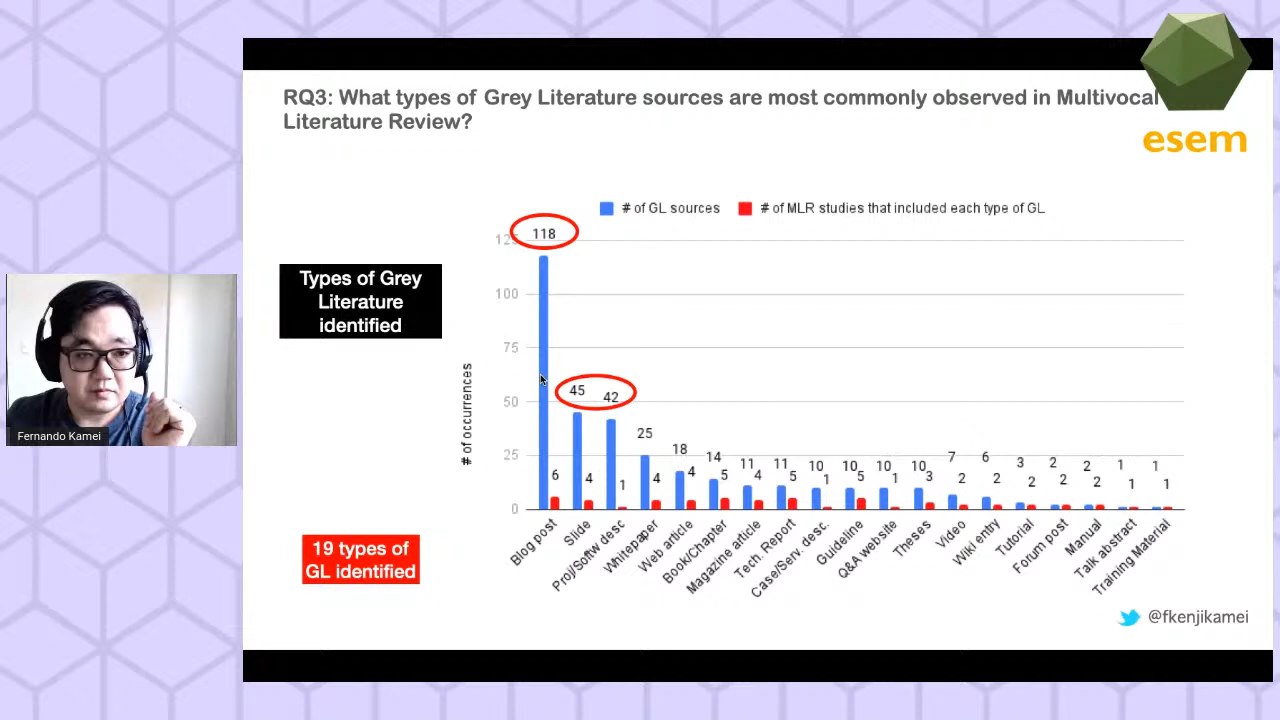 RQ3: What types of Grey Literature sources are most commonly observed in Multivocal
Literature Review?
esem
# of GL sources
# of MLR studies that included each type of GL
Types of Grey
Literature
identified
19 types of
GL identified
# of occurrences
125
100
75
50
25
0
118
6
45
4
42
1
25
4
18
4
14
5
11
4
11
5
10
1
10
5
10
1
10
3
7
2
6
2
3
2
2
2
2
2
1
1
1
1
Blog post
Slide
Proj/Softw desc
Whitepaper
Web article
Book/Chapter
Magazine article
Tech. Report
Case/Serv. desc.
Guideline
Q&A website
Theses
Video
Wiki entry
Tutorial
Forum post
Manual
Talk abstract
Training Material
@fkenjikamei
Fernando Kamei